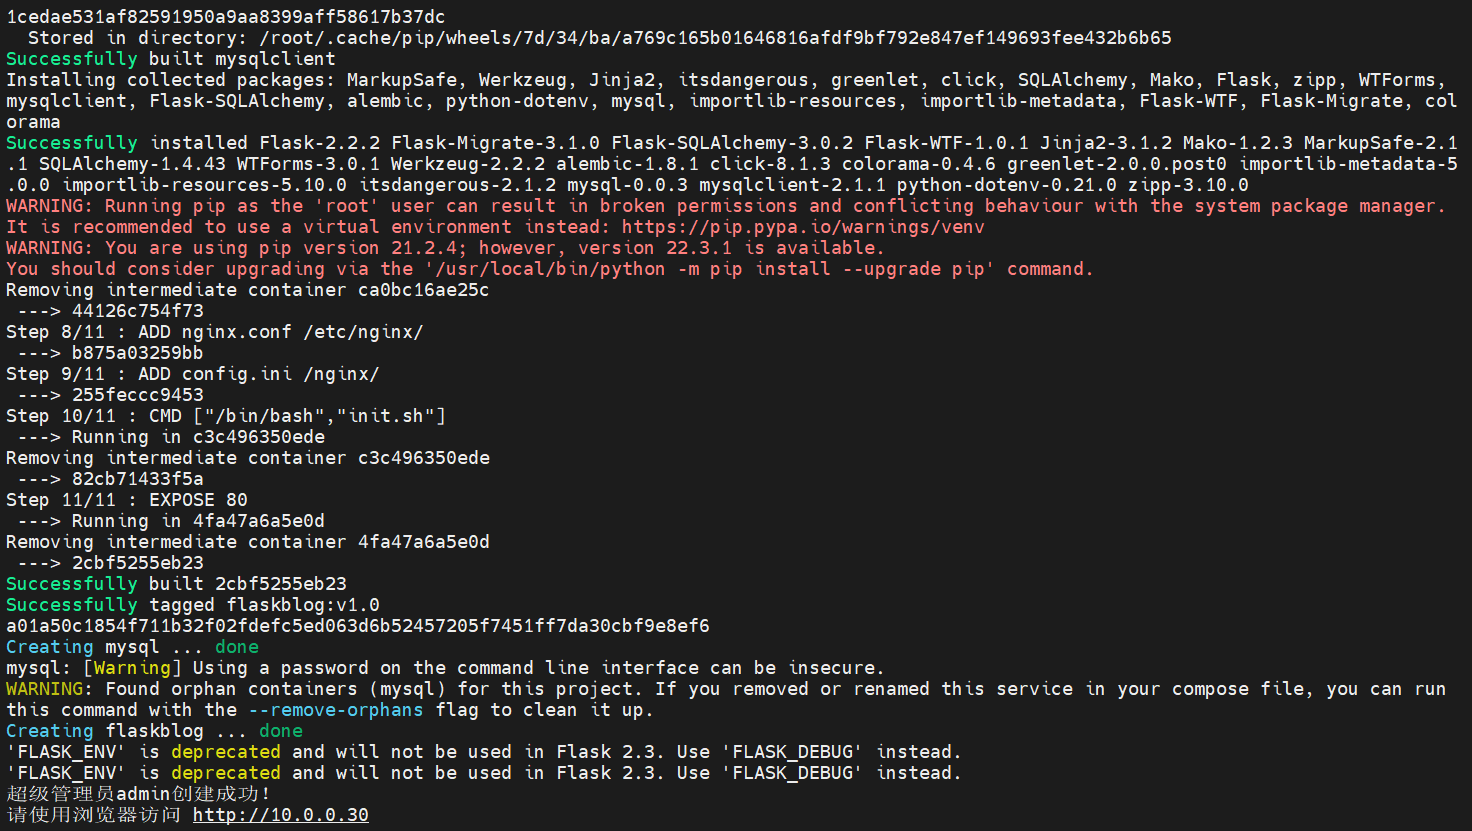 1cedae531af82591950a9aa8399aff58617b37dc
  Stored in directory: /root/.cache/pip/wheels/7d/34/ba/a769c165b01646816afdf9bf792e847ef149693fee432b6b65
Successfully built mysqlclient
Installing collected packages: MarkupSafe, Werkzeug, Jinja2, itsdangerous, greenlet, click, SQLAlchemy, Mako, Flask, zipp, WTForms,
mysqlclient, Flask-SQLAlchemy, alembic, python-dotenv, mysql, importlib-resources, importlib-metadata, Flask-WTF, Flask-Migrate, col
orama
Successfully installed Flask-2.2.2 Flask-Migrate-3.1.0 Flask-SQLAlchemy-3.0.2 Flask-WTF-1.0.1 Jinja2-3.1.2 Mako-1.2.3 MarkupSafe-2.1
.1 SQLAlchemy-1.4.43 WTForms-3.0.1 Werkzeug-2.2.2 alembic-1.8.1 click-8.1.3 colorama-0.4.6 greenlet-2.0.0.post0 importlib-metadata-5
.0.0 importlib-resources-5.10.0 itsdangerous-2.1.2 mysql-0.0.3 mysqlclient-2.1.1 python-dotenv-0.21.0 zipp-3.10.0
WARNING: Running pip as the 'root' user can result in broken permissions and conflicting behaviour with the system package manager.
It is recommended to use a virtual environment instead: https://pip.pypa.io/warnings/venv
WARNING: You are using pip version 21.2.4; however, version 22.3.1 is available.
You should consider upgrading via the '/usr/local/bin/python -m pip install --upgrade pip' command.
Removing intermediate container ca0bc16ae25c
 ---> 44126c754f73
Step 8/11 : ADD nginx.conf /etc/nginx/
 ---> b875a03259bb
Step 9/11 : ADD config.ini /nginx/
 ---> 255feccc9453
Step 10/11 : CMD ["/bin/bash","init.sh"]
 ---> Running in c3c496350ede
Removing intermediate container c3c496350ede
 ---> 82cb71433f5a
Step 11/11 : EXPOSE 80
 ---> Running in 4fa47a6a5e0d
Removing intermediate container 4fa47a6a5e0d
 ---> 2cbf5255eb23
Successfully built 2cbf5255eb23
Successfully tagged flaskblog:v1.0
a01a50c1854f711b32f02fdefc5ed063d6b52457205f7451ff7da30cbf9e8ef6
Creating mysql ... done
mysql: [Warning] Using a password on the command line interface can be insecure.
WARNING: Found orphan containers (mysql) for this project. If you removed or renamed this service in your compose file, you can run
this command with the --remove-orphans flag to clean it up.
Creating flaskblog ... done
'FLASK_ENV' is deprecated and will not be used in Flask 2.3. Use 'FLASK_DEBUG' instead.
'FLASK_ENV' is deprecated and will not be used in Flask 2.3. Use 'FLASK_DEBUG' instead.
超级管理员admin创建成功!
请使用浏览器访问 http://10.0.0.30